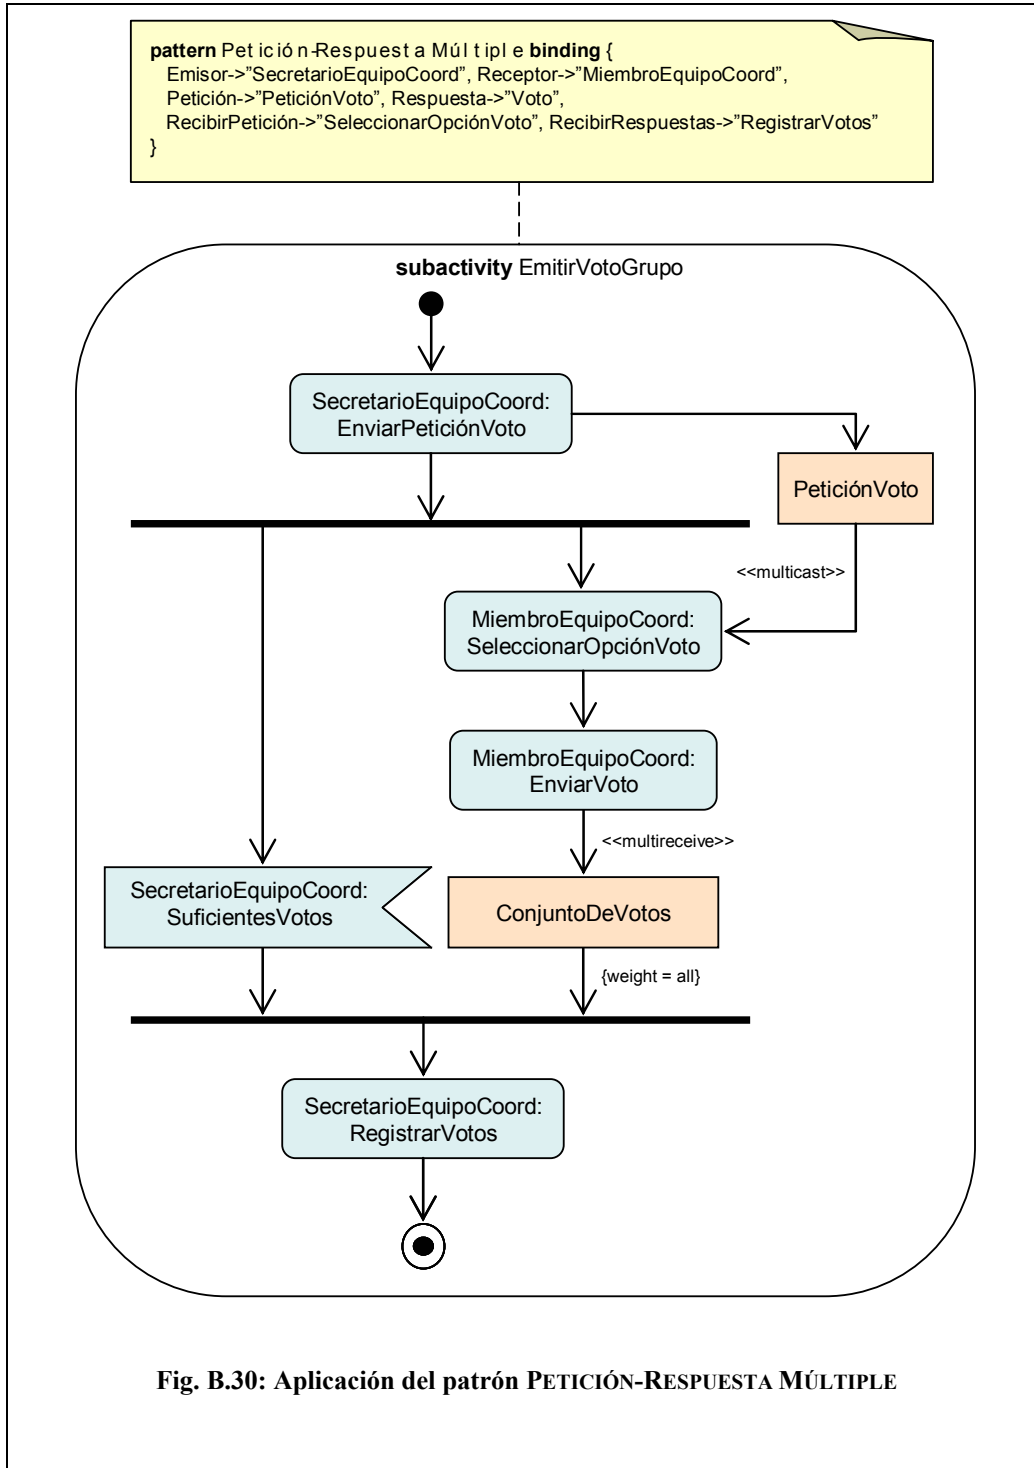 pattern Petición-Respuesta Múltiple binding {
Emisor->”SecretarioEquipoCoord”, Receptor->”MiembroEquipoCoord”,
Petición->”PeticiónVoto”, Respuesta->”Voto”,
RecibirPetición->”SeleccionarOpciónVoto”, RecibirRespuestas->”RegistrarVotos”
}
subactivity EmitirVotoGrupo
SecretarioEquipoCoord:
EnviarPeticiónVoto
PeticiónVoto
<<multicast>>
MiembroEquipoCoord:
SeleccionarOpciónVoto
MiembroEquipoCoord:
EnviarVoto
<<multireceive>>
SecretarioEquipoCoord:
SuficientesVotos
ConjuntoDeVotos
{weight = all}
SecretarioEquipoCoord:
RegistrarVotos
Fig. B.30: Aplicación del patrón PETICIÓN-RESPUESTA MÚLTIPLE